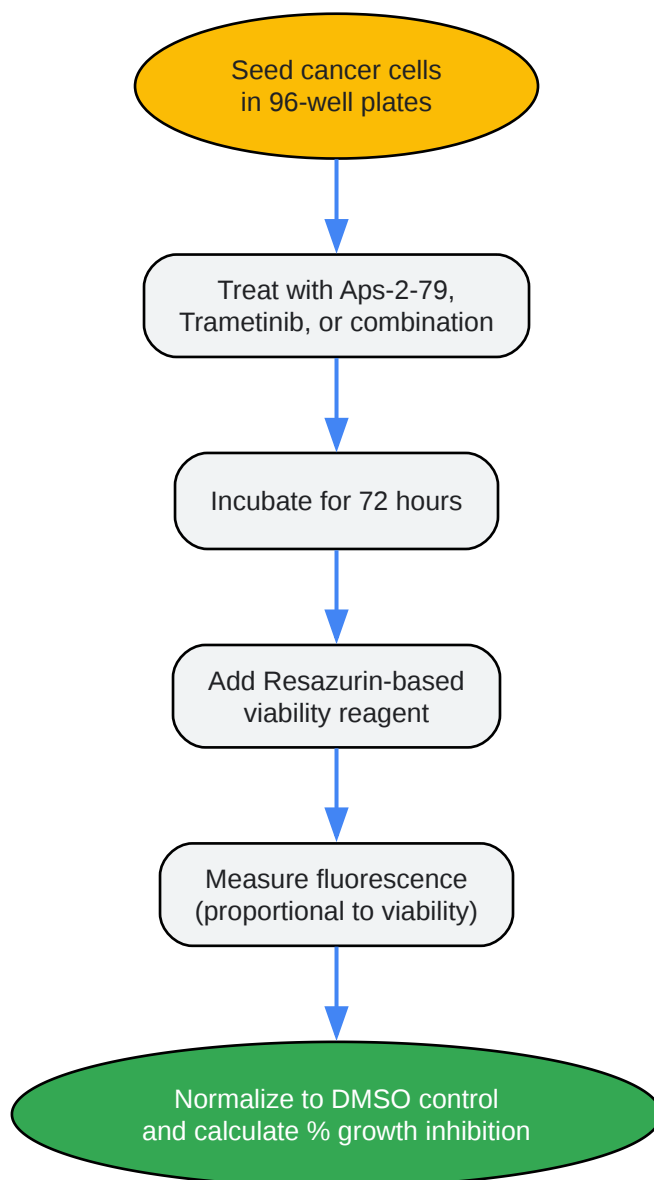 Seed cancer cells
in 96-well plates
Treat with Aps-2-79,
Trametinib, or combination
Incubate for 72 hours
Add Resazurin-based
viability reagent
Measure fluorescence
(proportional to viability)
Normalize to DMSO control
and calculate % growth inhibition